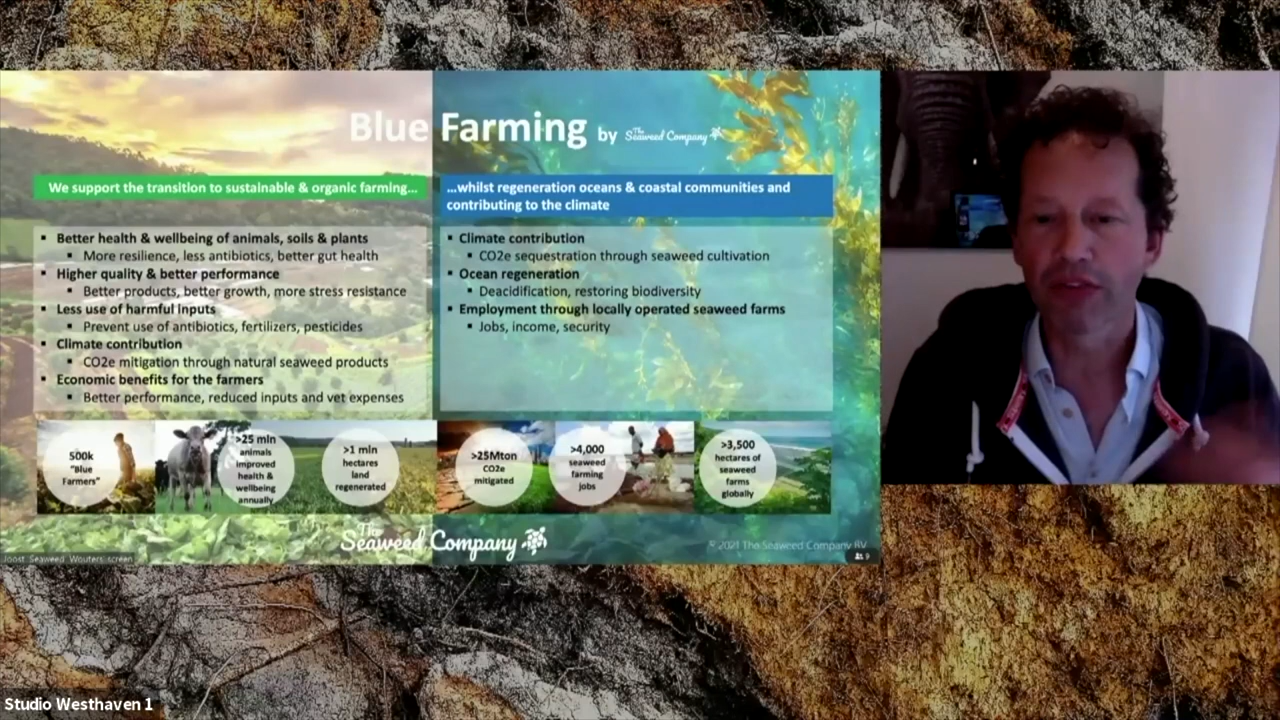 Blue Farming by The Seaweed Company
We support the transition to sustainable & organic farming...
▪ Better health & wellbeing of animals, soils & plants
▪ More resilience, less antibiotics, better gut health
▪ Higher quality & better performance
▪ Better products, better growth, more stress resistance
▪ Less use of harmful inputs
▪ Prevent use of antibiotics, fertilizers, pesticides
▪ Climate contribution
▪ CO2e mitigation through natural seaweed products
▪ Economic benefits for the farmers
▪ Better performance, reduced inputs and vet expenses
...whilst regeneration oceans & coastal communities and
contributing to the climate
▪ Climate contribution
▪ CO2e sequestration through seaweed cultivation
▪ Ocean regeneration
▪ Deacidification, restoring biodiversity
▪ Employment through locally operated seaweed farms
▪ Jobs, income, security
500k
"Blue
Farmers"
>25 mln
animals
improved
health &
wellbeing
annually
>1 mln
hectares
land
regenerated
>25Mton
CO2e
mitigated
>4,000
seaweed
farming
jobs
>3,500
hectares of
seaweed
farms
globally
The
Seaweed Company
© 2021 The Seaweed Company BV
Joost_Seaweed_Wouters_screen
9
Studio Westhaven 1